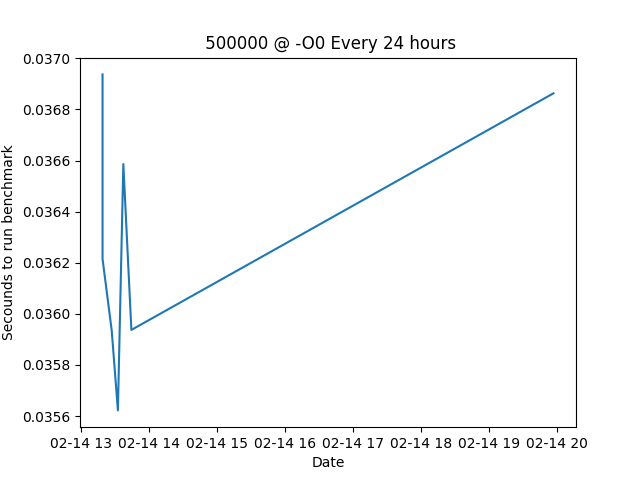 500000 @ -O0 Every 24 hours
0.0370
0.0368
0.0366
0.0364
0.0362
0.0360
0.0358
0.0356
Secounds to run benchmark
02-14 13 02-14 14 02-14 15 02-14 16 02-14 17 02-14 18 02-14 19 02-14 20
Date